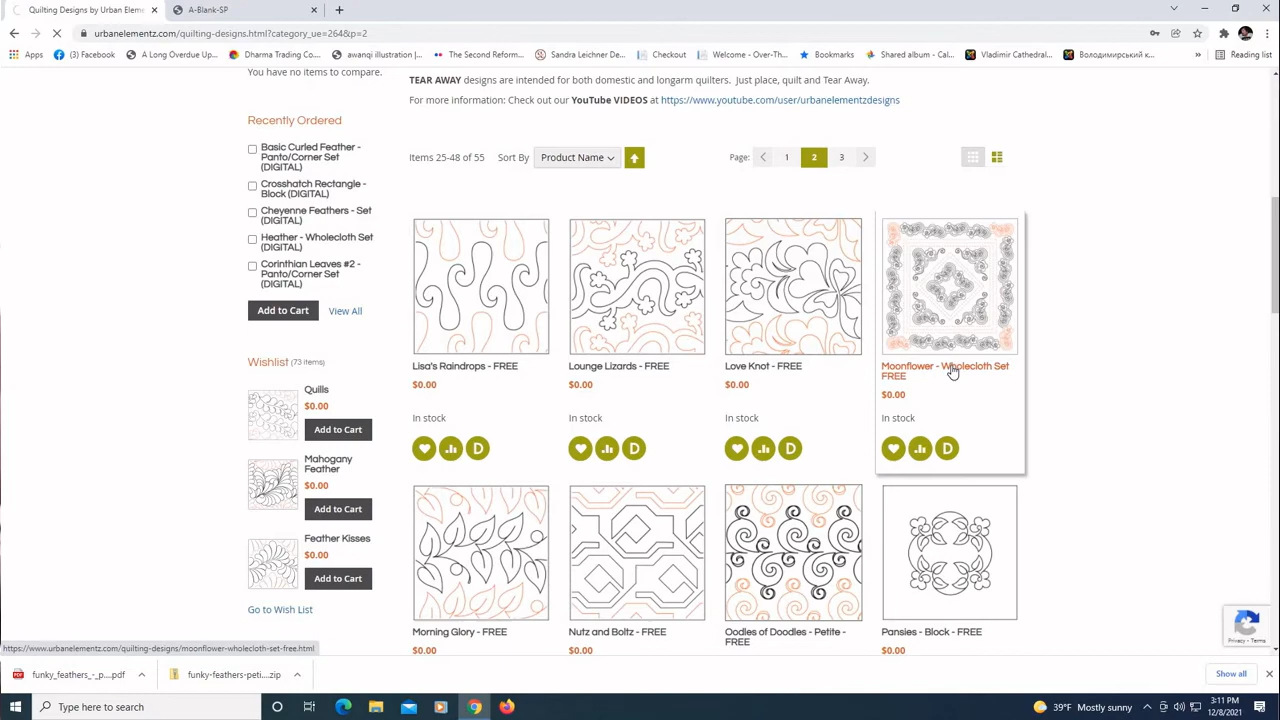 Quilting Designs by Urban Eleme
A-Blank-SP
urbanelementz.com/quilting-designs.html?category_ue=264&p=2
Apps
(3) Facebook
A Long Overdue Up...
Dharma Trading Co...
awanqi illustration |...
The Second Reform...
Sandra Leichner De...
Checkout
Welcome - Over-Th...
Bookmarks
Shared album - Cal...
Vladimir Cathedral...
Володимирський к...
Reading list
You have no items to compare.
TEAR AWAY designs are intended for both domestic and longarm quilters. Just place, quilt and Tear Away.
For more information: Check out our YouTube VIDEOS at https://www.youtube.com/user/urbanelementzdesigns
Recently Ordered
Basic Curled Feather -
Panto/Corner Set
(DIGITAL)
Crosshatch Rectangle -
Block (DIGITAL)
Cheyenne Feathers - Set
(DIGITAL)
Heather - Wholecloth Set
(DIGITAL)
Corinthian Leaves #2 -
Panto/Corner Set
(DIGITAL)
Add to Cart
View All
Items 25-48 of 55
Sort By
Product Name
Page:
1
2
3
Lisa's Raindrops - FREE
$0.00
In stock
D
Lounge Lizards - FREE
$0.00
In stock
D
Love Knot - FREE
$0.00
In stock
D
Moonflower - Wholecloth Set
FREE
$0.00
In stock
D
Wishlist (73 items)
Quills
$0.00
Add to Cart
Mahogany
Feather
$0.00
Add to Cart
Feather Kisses
$0.00
Add to Cart
Go to Wish List
Morning Glory - FREE
$0.00
Nutz and Boltz - FREE
$0.00
Oodles of Doodles - Petite -
FREE
Pansies - Block - FREE
$0.00
Privacy - Terms
https://www.urbanelementz.com/quilting-designs/moonflower-wholecloth-set-free.html
funky_feathers_-_p....pdf
funky-feathers-peti....zip
Show all
Type here to search
39°F Mostly sunny
3:11 PM
12/8/2021